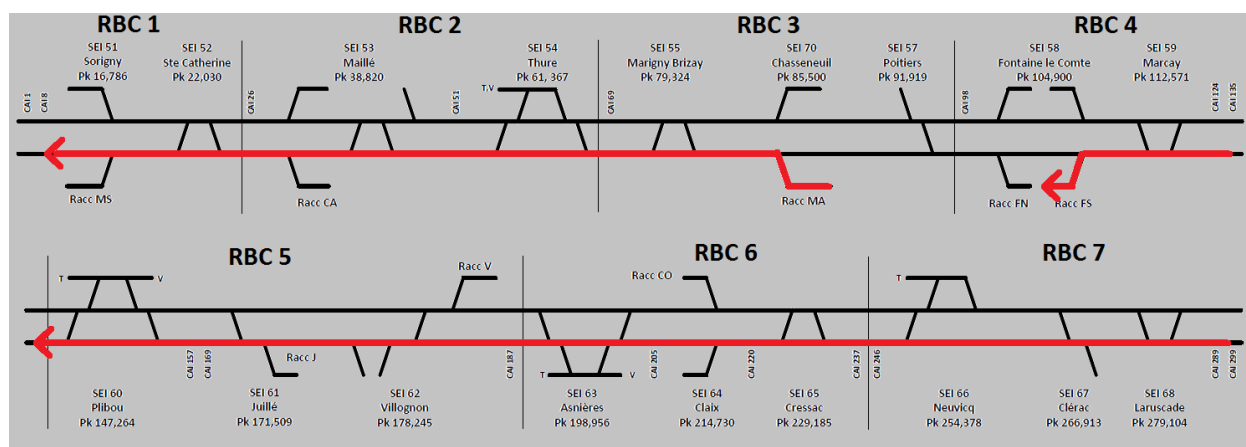 RBC 1
RBC 2
RBC 3
RBC 4
SEI 51
Sorigny
Pk 16,786
SEI 52
Ste Catherine
Pk 22,030
SEI 53
Maillé
Pk 38,820
SEI 54
Thure
Pk 61, 367
SEI 55
Marigny Brizay
Pk 79,324
SEI 70
Chasseneuil
Pk 85,500
SEI 57
Poitiers
Pk 91,919
SEI 58
Fontaine le Comte
Pk 104,900
SEI 59
Marcay
Pk 112,571
CAI 1
CAI 8
CAI 26
CAI 51
T,V
CAI 69
CAI 98
CAI 124
CAI 135
Racc MS
Racc CA
Racc MA
Racc FN
Racc FS
RBC 5
RBC 6
RBC 7
T
V
Racc V
Racc CO
T
CAI 157
CAI 169
Racc J
CAI 187
T
V
CAI 205
CAI 220
CAI 237
CAI 246
CAI 289
CAI 299
SEI 60
Plibou
Pk 147,264
SEI 61
Juillé
Pk 171,509
SEI 62
Villognon
Pk 178,245
SEI 63
Asnières
Pk 198,956
SEI 64
Claix
Pk 214,730
SEI 65
Cressac
Pk 229,185
SEI 66
Neuvicq
Pk 254,378
SEI 67
Clérac
Pk 266,913
SEI 68
Laruscade
Pk 279,104